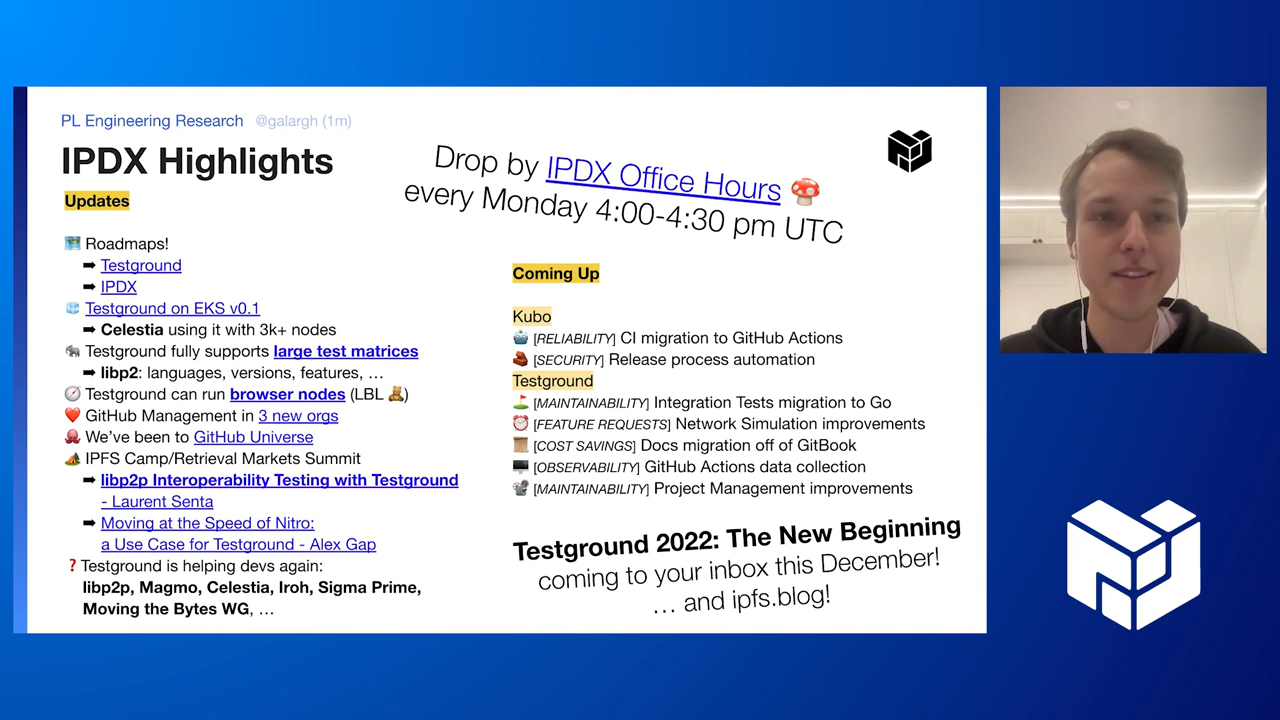 PL Engineering Research @galargh (1m)
IPDX Highlights
Drop by IPDX Office Hours
every Monday 4:00-4:30 pm UTC
Updates
Roadmaps!
➡ Testground
➡ IPDX
Testground on EKS v0.1
➡ Celestia using it with 3k+ nodes
Testground fully supports large test matrices
➡ libp2: languages, versions, features, …
Testground can run browser nodes (LBL 🧸)
GitHub Management in 3 new orgs
We’ve been to GitHub Universe
IPFS Camp/Retrieval Markets Summit
➡ libp2p Interoperability Testing with Testground
- Laurent Senta
➡ Moving at the Speed of Nitro:
a Use Case for Testground - Alex Gap
❓ Testground is helping devs again:
libp2p, Magmo, Celestia, Iroh, Sigma Prime,
Moving the Bytes WG, …
Coming Up
Kubo
[RELIABILITY] CI migration to GitHub Actions
[SECURITY] Release process automation
Testground
[MAINTAINABILITY] Integration Tests migration to Go
[FEATURE REQUESTS] Network Simulation improvements
[COST SAVINGS] Docs migration off of GitBook
[OBSERVABILITY] GitHub Actions data collection
[MAINTAINABILITY] Project Management improvements
Testground 2022: The New Beginning
coming to your inbox this December!
… and ipfs.blog!